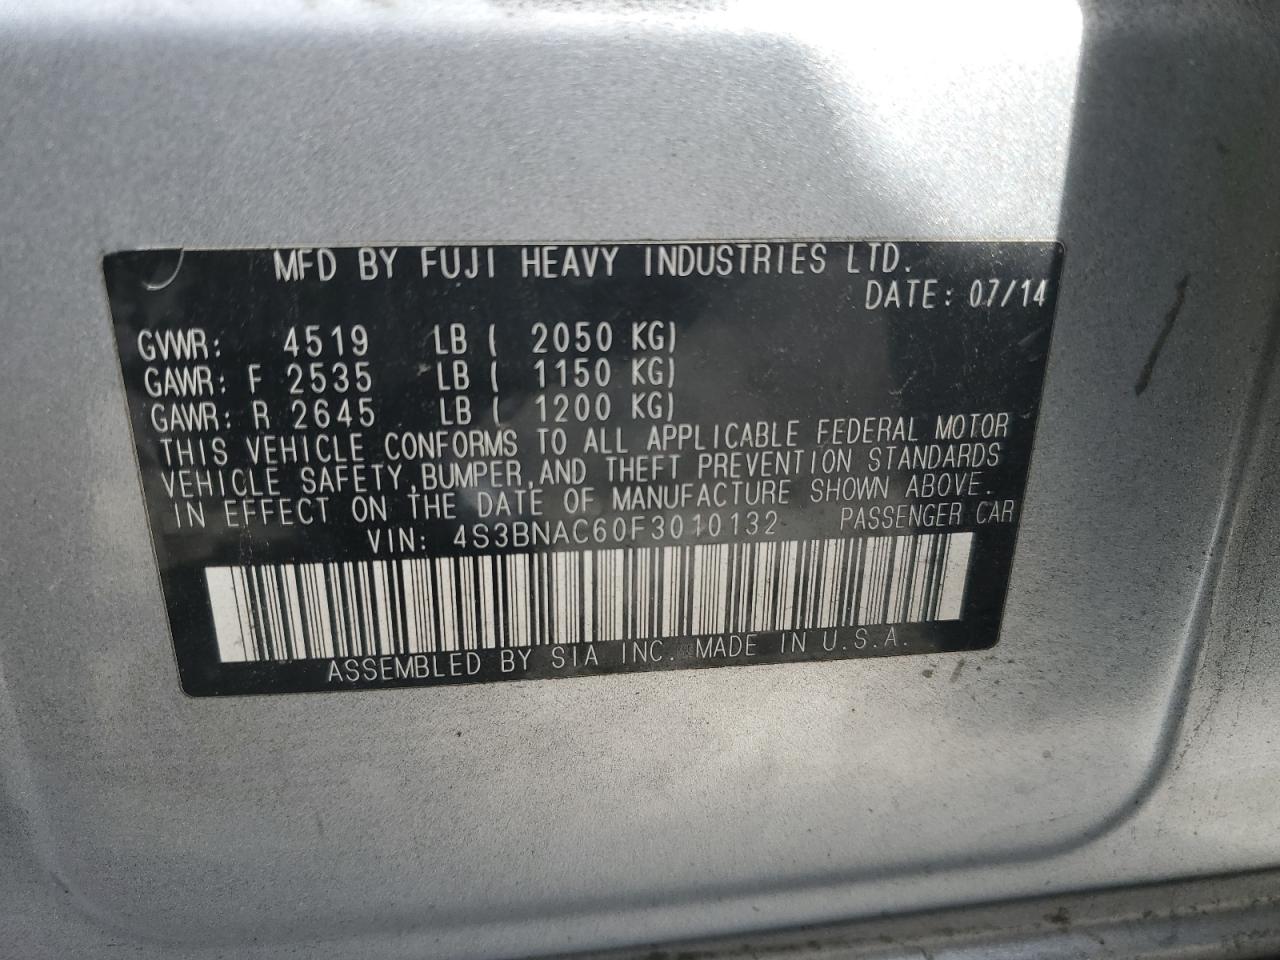 MFD BY FUJI HEAVY INDUSTRIES LTD.
DATE: 07/14
GVWR: 4519 LB ( 2050 KG)
GAWR: F 2535 LB ( 1150 KG)
GAWR: R 2645 LB ( 1200 KG)
THIS VEHICLE CONFORMS TO ALL APPLICABLE FEDERAL MOTOR
VEHICLE SAFETY,BUMPER,AND THEFT PREVENTION STANDARDS
IN EFFECT ON THE DATE OF MANUFACTURE SHOWN ABOVE.
VIN: 4S3BNAC60F3010132 PASSENGER CAR
ASSEMBLED BY SIA INC. MADE IN U.S.A.